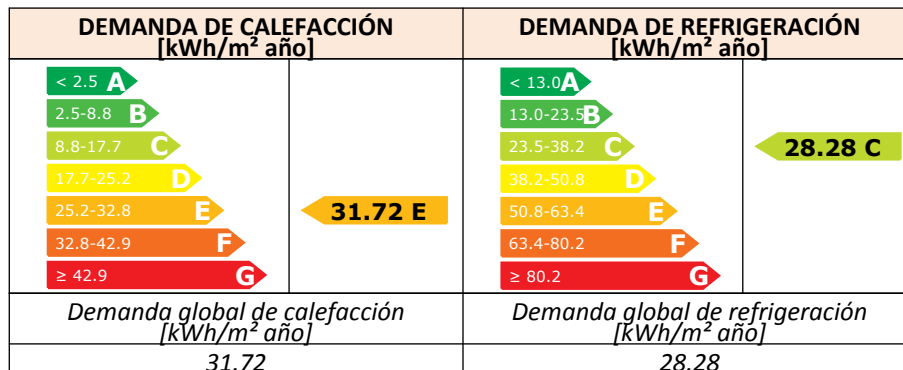 DEMANDA DE CALEFACCIÓN
[kWh/m² año]
DEMANDA DE REFRIGERACIÓN
[kWh/m² año]
< 2.5 A
2.5-8.8 B
8.8-17.7 C
17.7-25.2 D
25.2-32.8 E
32.8-42.9 F
≥ 42.9 G
31.72 E
< 13.0 A
13.0-23.5 B
23.5-38.2 C
38.2-50.8 D
50.8-63.4 E
63.4-80.2 F
≥ 80.2 G
28.28 C
Demanda global de calefacción
[kWh/m² año]
Demanda global de refrigeración
[kWh/m² año]
31.72
28.28